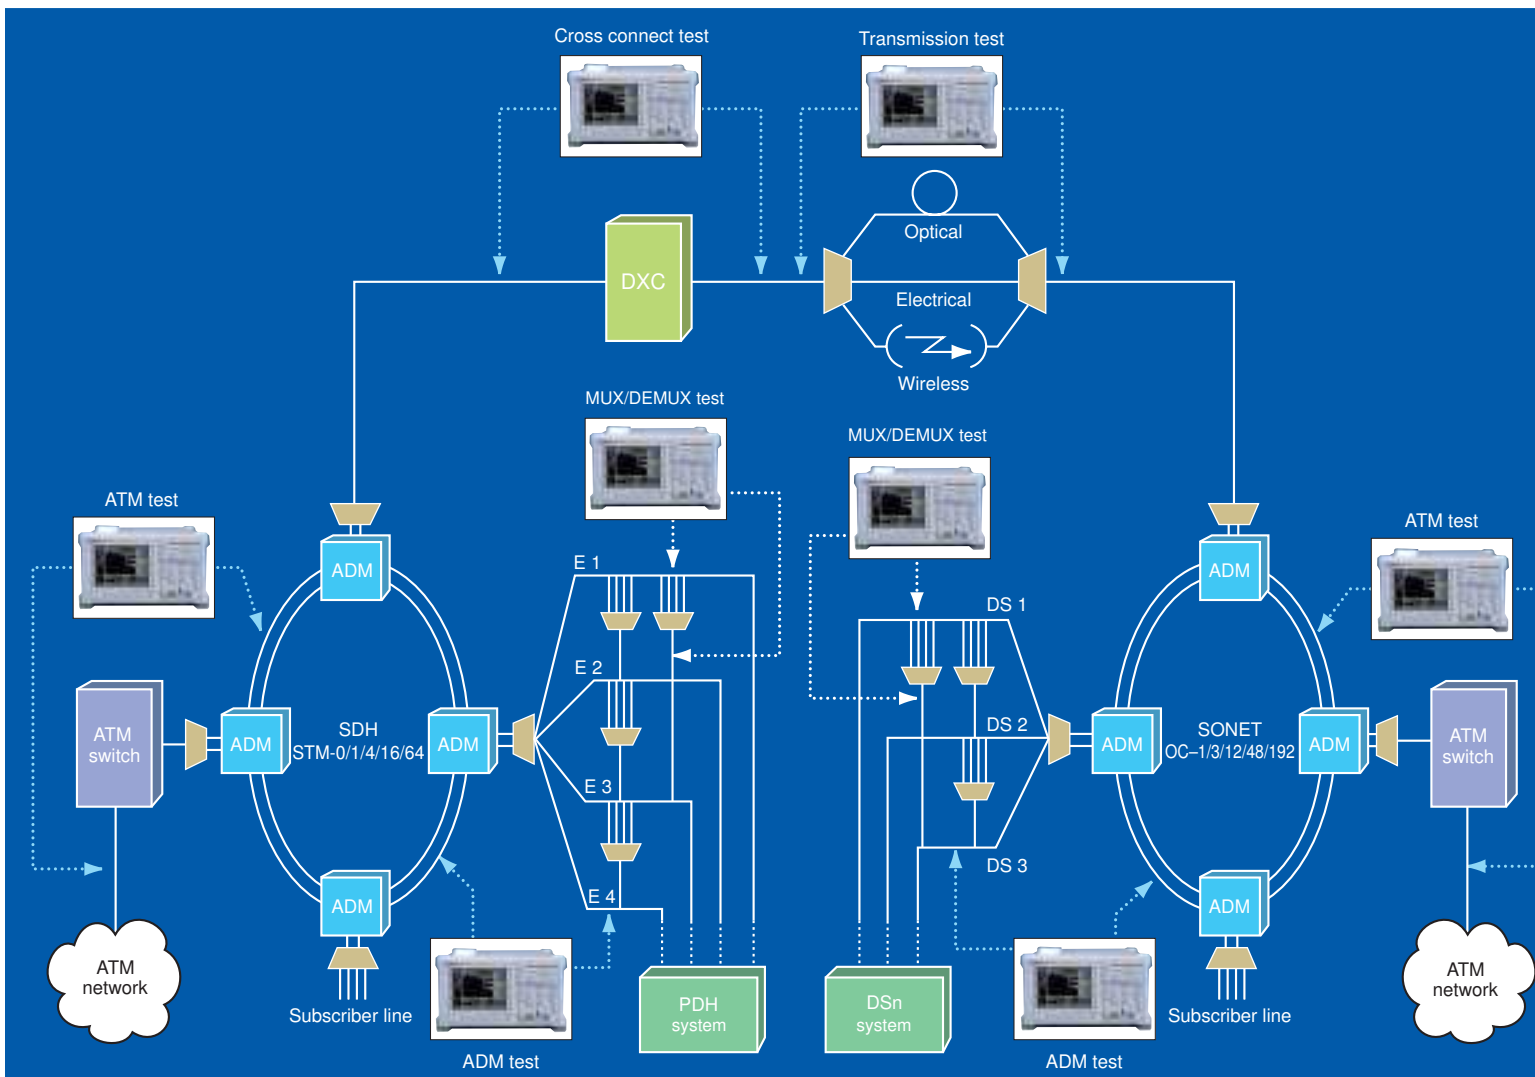 Cross connect test
Transmission test
Optical
DXC
Electrical
Wireless
MUX/DEMUX test
MUX/DEMUX test
ATM test
ATM test
ADM
E 1
DS 1
ADM
E 2
ATM
switch
ADM
SDH
STM-0/1/4/16/64
ADM
DS 2
ADM
SONET
OC–1/3/12/48/192
ADM
ATM
switch
E 3
DS 3
E 4
ADM
ADM
ATM
network
Subscriber line
PDH
system
DSn
system
Subscriber line
ATM
network
ADM test
ADM test